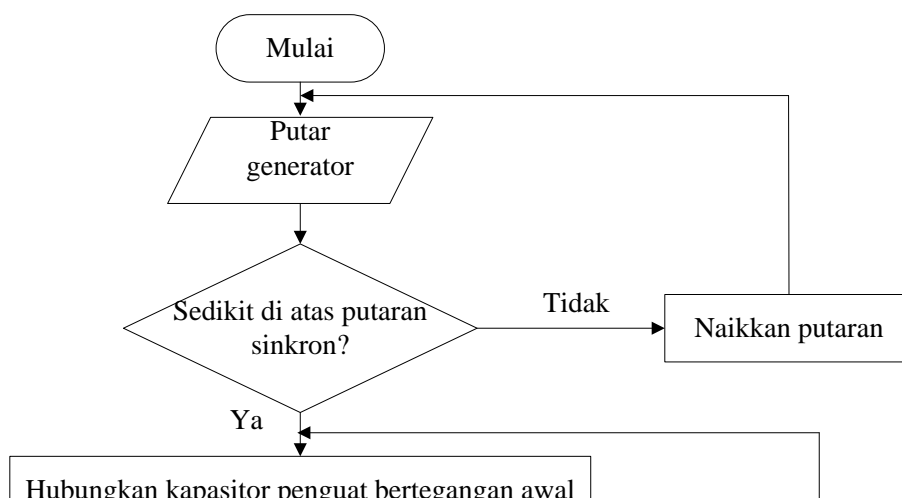 Mulai
Putar
generator
Sedikit di atas putaran
sinkron?
Tidak
Naikkan putaran
Ya
Hubungkan kapasitor penguat bertegangan awal